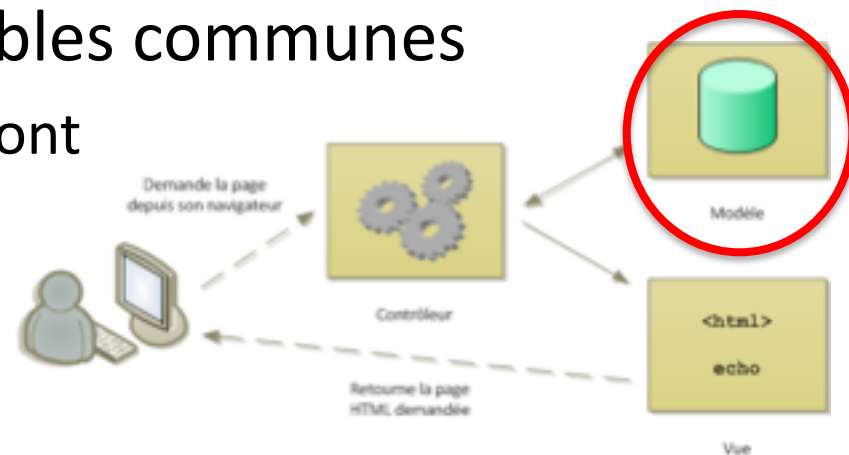 bles communes
ont
Demande la page
depuis son navigateur
Modèle
Contrôleur
<html>
echo
Retourne la page
HTML demandée
Vue